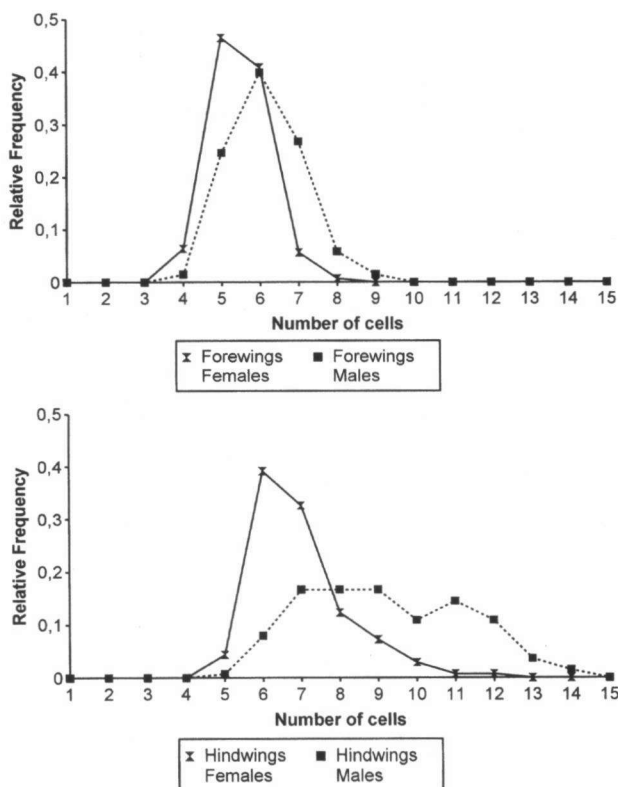 0,5
0,4
0,3
0,2
0,1
0
Relative Frequency
1 2 3 4 5 6 7 8 9 10 11 12 13 14 15
Number of cells
Forewings Females
Forewings Males
0,5
0,4
0,3
0,2
0,1
0
Relative Frequency
1 2 3 4 5 6 7 8 9 10 11 12 13 14 15
Number of cells
Hindwings Females
Hindwings Males